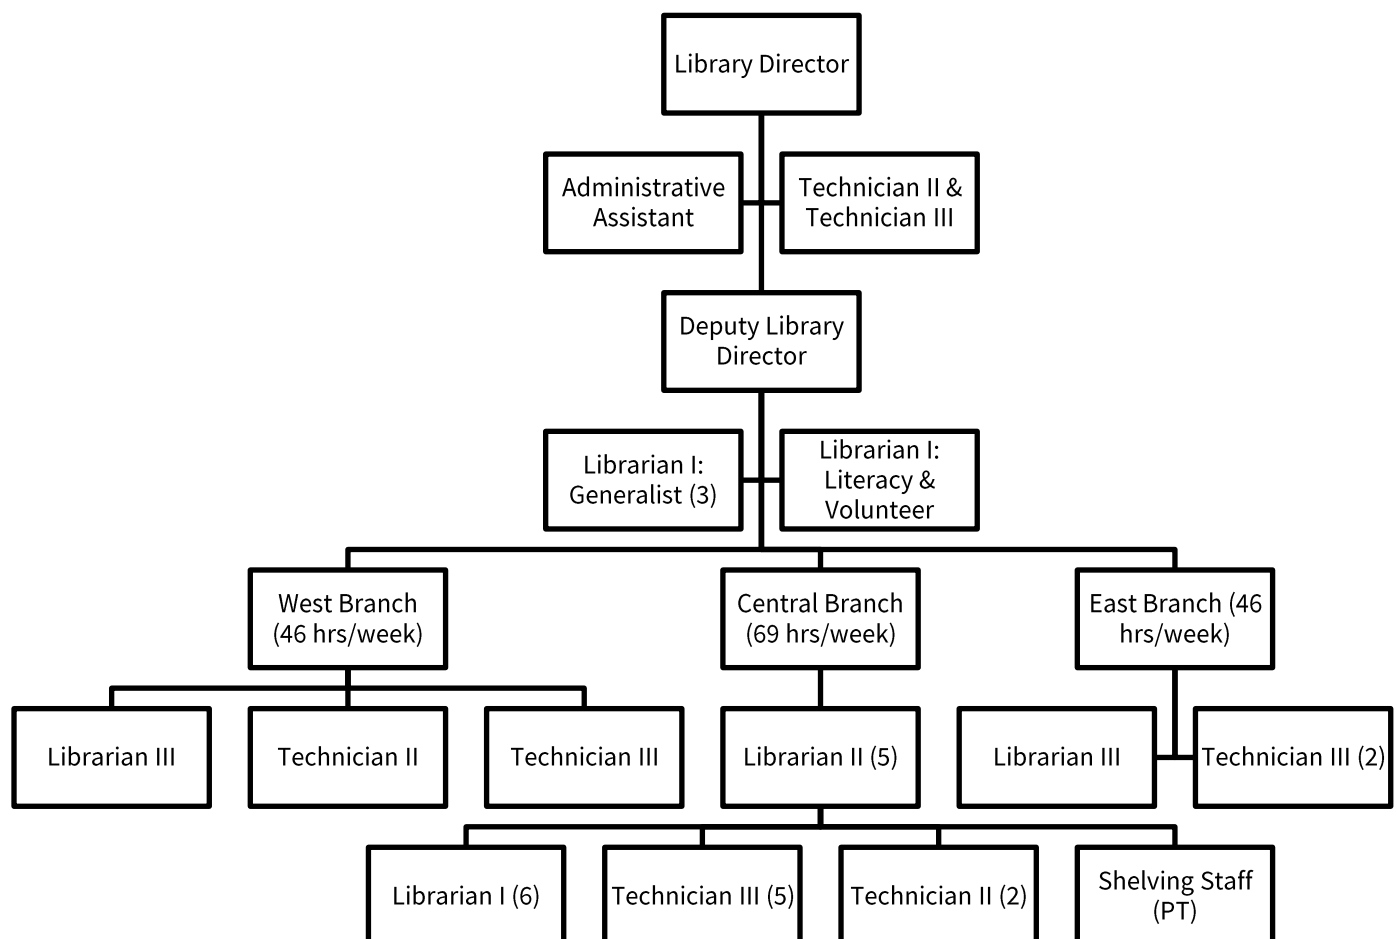 Library Director
Administrative
Assistant
Technician II &
Technician III
Deputy Library
Director
Librarian I:
Generalist (3)
Librarian I:
Literacy &
Volunteer
West Branch
(46 hrs/week)
Central Branch
(69 hrs/week)
East Branch (46
hrs/week)
Librarian III
Technician II
Technician III
Librarian II (5)
Librarian III
Technician III (2)
Librarian I (6)
Technician III (5)
Technician II (2)
Shelving Staff
(PT)